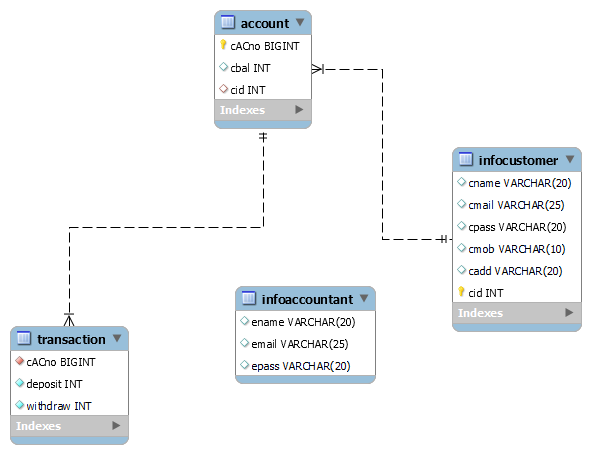 account
cACno BIGINT
cbal INT
cid INT
Indexes
infocustomer
cname VARCHAR(20)
cmail VARCHAR(25)
cpass VARCHAR(20)
cmob VARCHAR(10)
cadd VARCHAR(20)
cid INT
Indexes
infoaccountant
ename VARCHAR(20)
email VARCHAR(25)
epass VARCHAR(20)
transaction
cACno BIGINT
deposit INT
withdraw INT
Indexes